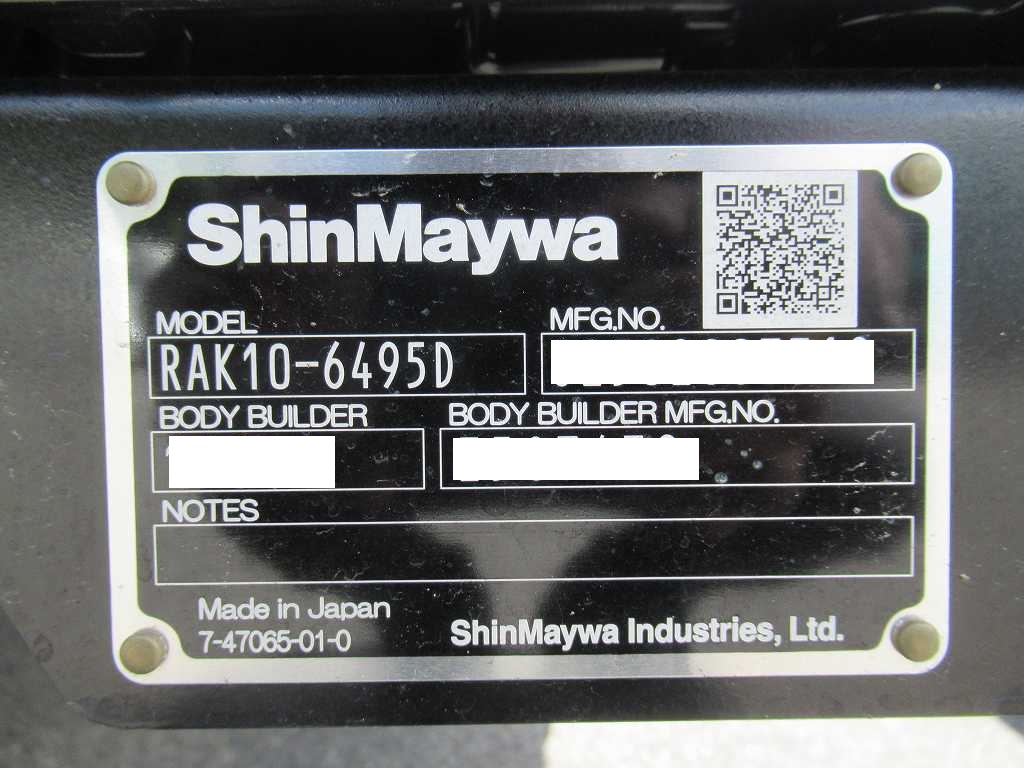 ShinMaywa
MODEL
MFG.NO.
RAK10-6495D
BODY BUILDER
BODY BUILDER MFG.NO.
NOTES
Made in Japan
7-47065-01-0
ShinMaywa Industries, Ltd.